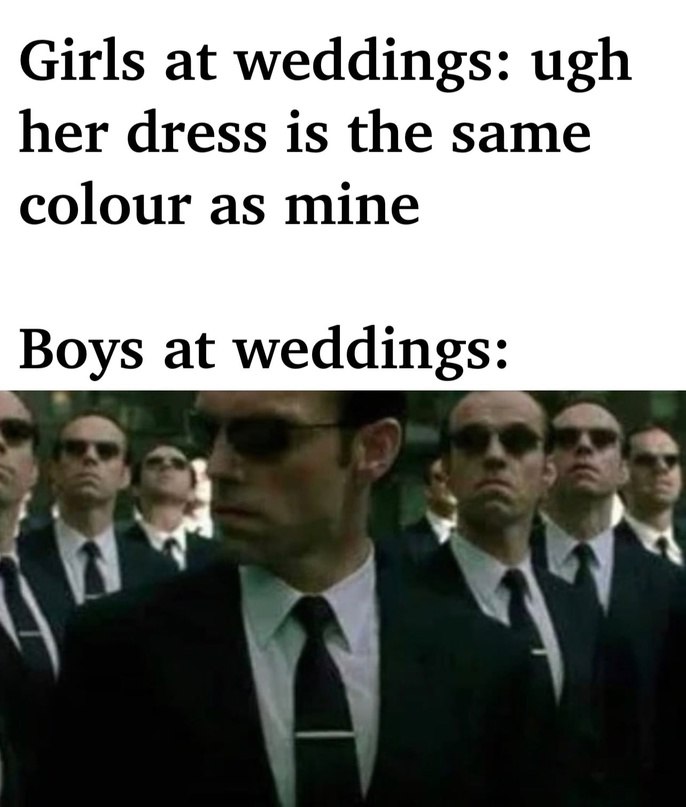 Girls at weddings: ugh
her dress is the same
colour as mine
Boys at weddings: